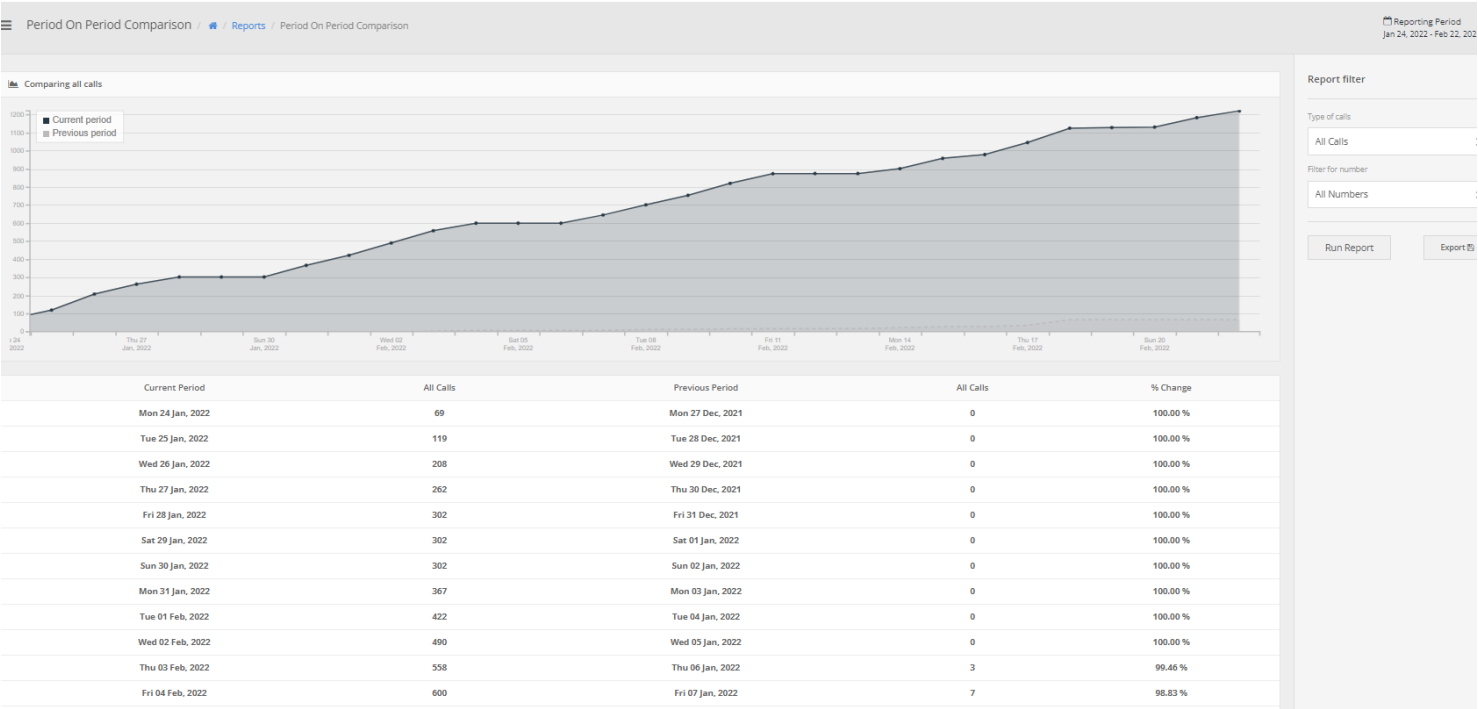 Period On Period Comparison / / Reports / Period On Period Comparison
Reporting Period
Jan 24, 2022 - Feb 22, 202
Comparing all calls
Current period
Previous period
1200
1100
1000
900
800
700
600
500
400
300
200
100
0
24 Thu 27 Sun 30 Wed 02 Sat 05 Tue 08 Fri 11 Mon 14 Thu 17 Sun 20
2022 Jan, 2022 Jan, 2022 Feb, 2022 Feb, 2022 Feb, 2022 Feb, 2022 Feb, 2022 Feb, 2022 Feb, 2022
Current Period All Calls Previous Period All Calls % Change
Mon 24 Jan, 2022 69 Mon 27 Dec, 2021 0 100.00 %
Tue 25 Jan, 2022 119 Tue 28 Dec, 2021 0 100.00 %
Wed 26 Jan, 2022 208 Wed 29 Dec, 2021 0 100.00 %
Thu 27 Jan, 2022 262 Thu 30 Dec, 2021 0 100.00 %
Fri 28 Jan, 2022 302 Fri 31 Dec, 2021 0 100.00 %
Sat 29 Jan, 2022 302 Sat 01 Jan, 2022 0 100.00 %
Sun 30 Jan, 2022 302 Sun 02 Jan, 2022 0 100.00 %
Mon 31 Jan, 2022 367 Mon 03 Jan, 2022 0 100.00 %
Tue 01 Feb, 2022 422 Tue 04 Jan, 2022 0 100.00 %
Wed 02 Feb, 2022 490 Wed 05 Jan, 2022 0 100.00 %
Thu 03 Feb, 2022 558 Thu 06 Jan, 2022 3 99.46 %
Fri 04 Feb, 2022 600 Fri 07 Jan, 2022 7 98.83 %
Report filter
Type of calls
All Calls
Filter for number
All Numbers
Run Report
Export